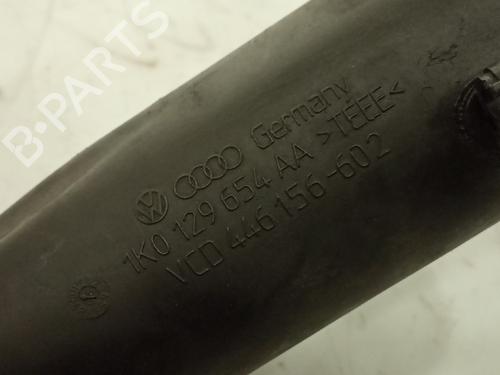 B-PARTS
Germany
1K0 129 654 AA >TEEE<
VCD 446 156-602